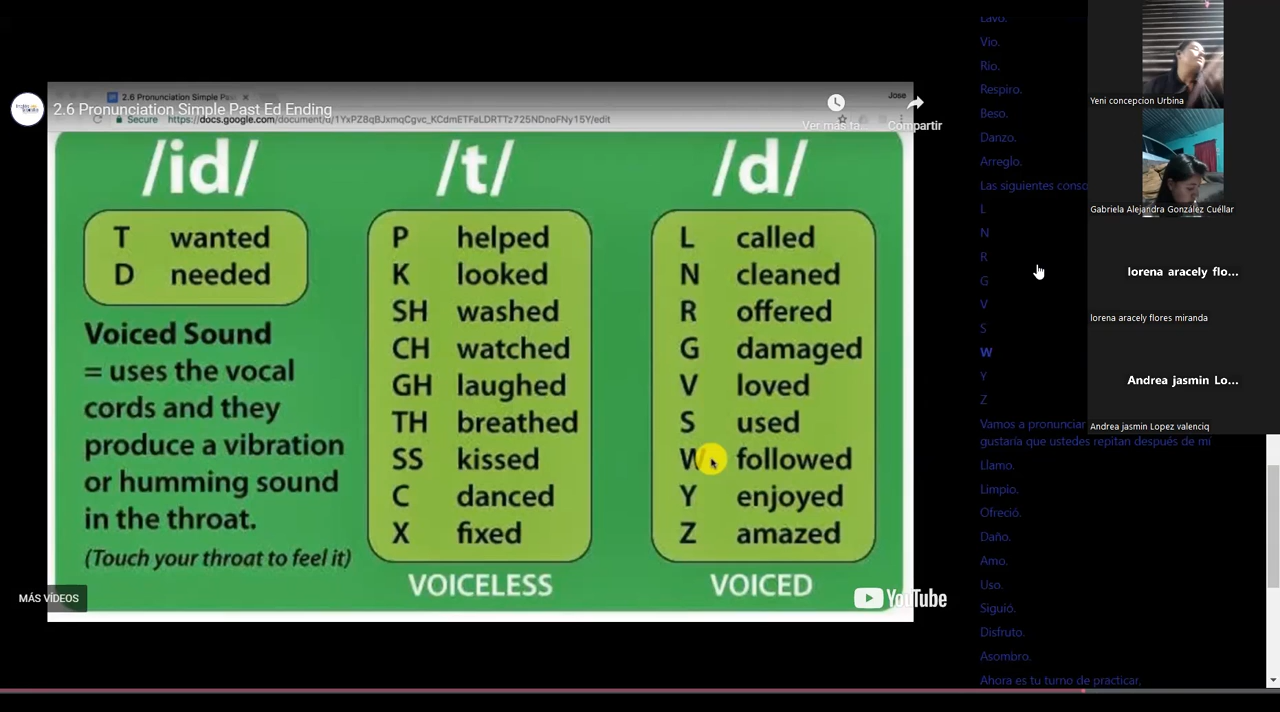 2.6 Pronunciation Simple Past Ed Ending
Jose
2.6 Pronunciation Simple Pa
Secure
https://docs.google.com/document/u/1YxPZ8qBJxmqCgvc_KCdmETFaLDRTTz725NDnoFNy15Y/edit
Ver más ta...
Compartir
/id/
T wanted
D needed
Voiced Sound
= uses the vocal
cords and they
produce a vibration
or humming sound
in the throat.
(Touch your throat to feel it)
/t/
P helped
K looked
SH washed
CH watched
GH laughed
TH breathed
SS kissed
C danced
X fixed
VOICELESS
/d/
L called
N cleaned
R offered
G damaged
V loved
S used
W followed
Y enjoyed
Z amazed
VOICED
MÁS VÍDEOS
YouTube
Lavo.
Vio.
Rio.
Respiro.
Beso.
Danzo.
Arreglo.
Las siguientes conso
L
N
R
G
V
S
W
Y
Z
Vamos a pronunciar
gustaría que ustedes repitan después de mí
Llamo.
Limpio.
Ofreció.
Daño.
Amo.
Uso.
Siguió.
Disfruto.
Asombro.
Ahora es tu turno de practicar,
Yeni concepcion Urbina
Gabriela Alejandra González Cuéllar
lorena aracely flo...
lorena aracely flores miranda
Andrea jasmin Lo...
Andrea jasmin Lopez valenciq